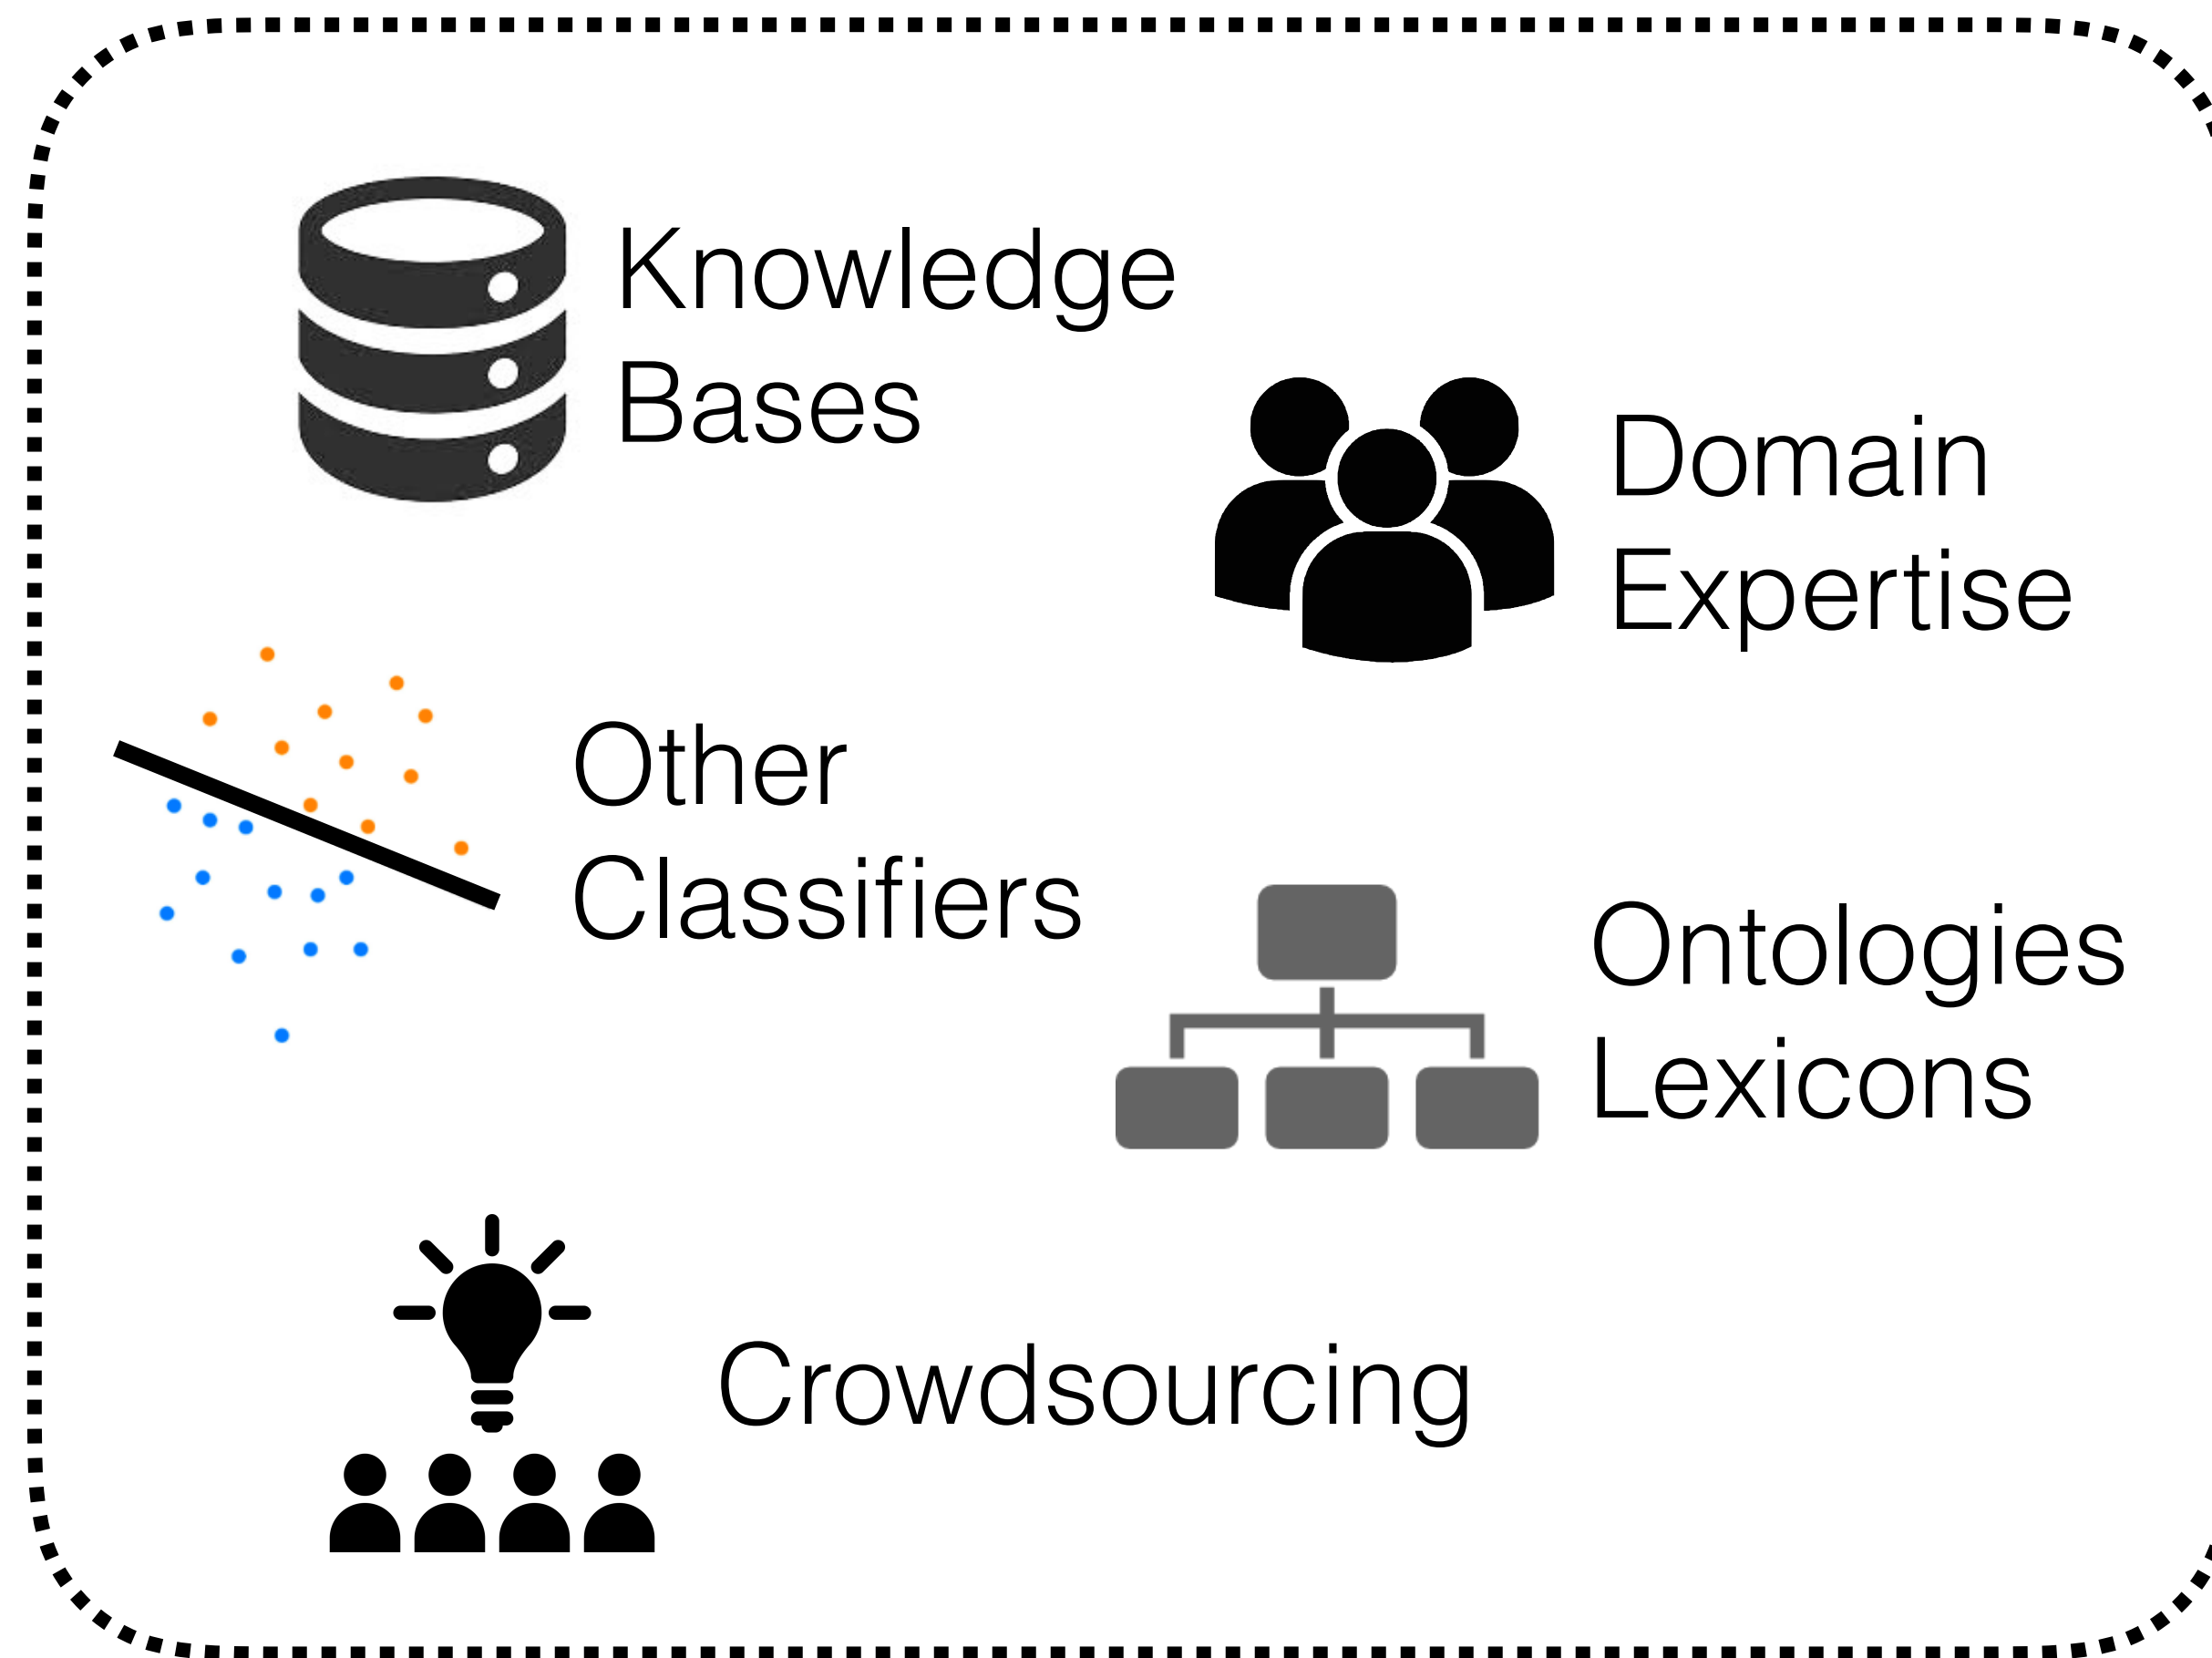 Knowledge
Bases
Domain
Expertise
Other
Classifiers
Ontologies
Lexicons
Crowdsourcing